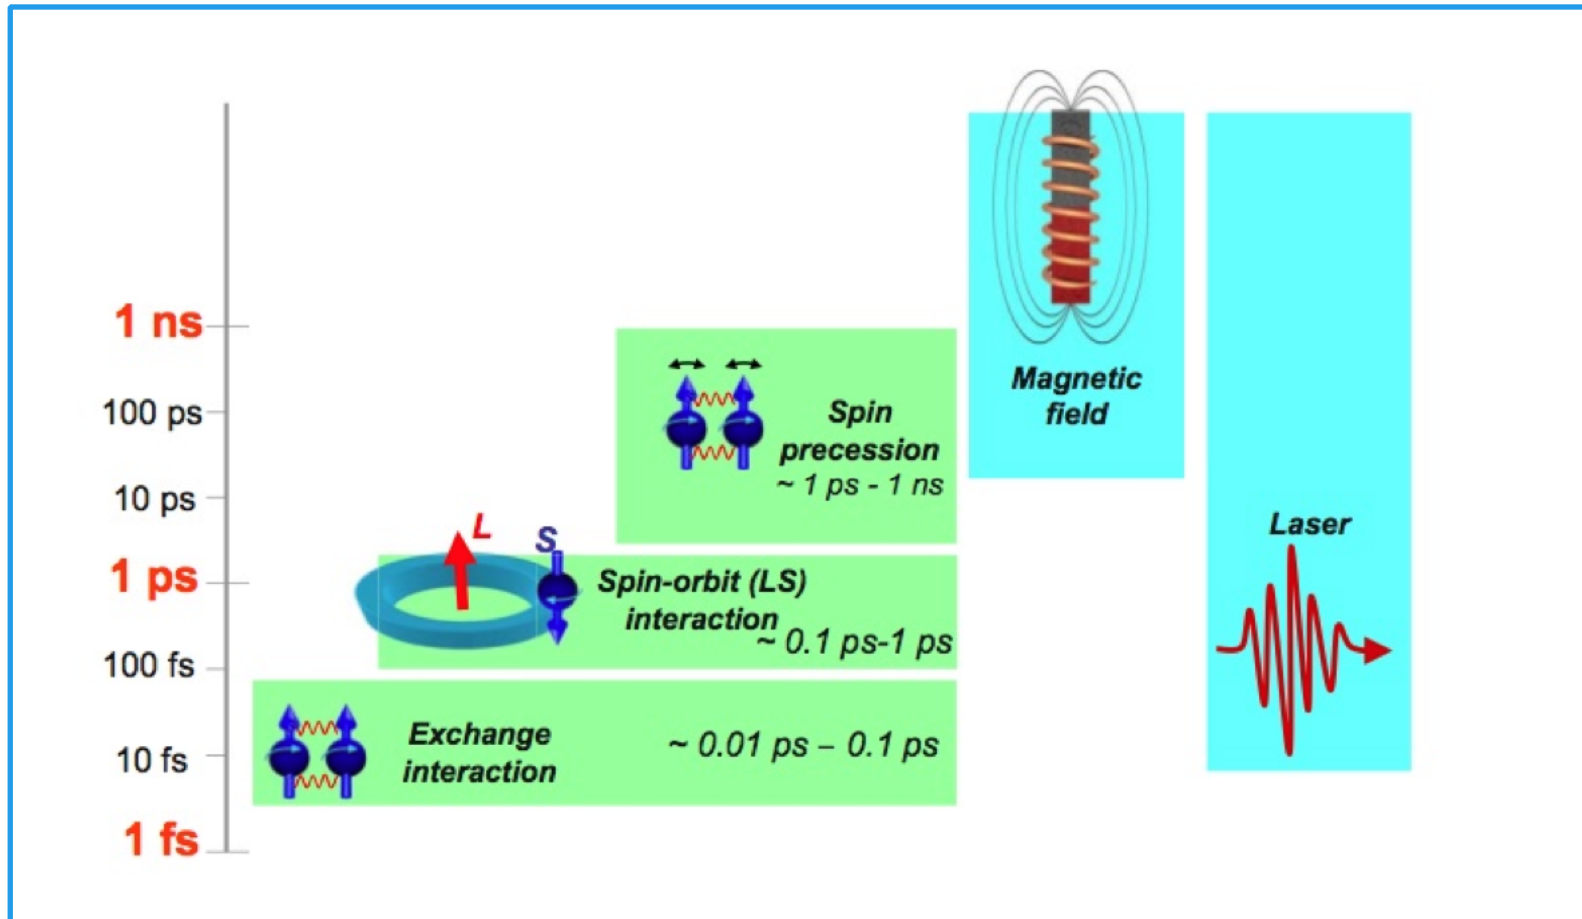 1 ns
100 ps
10 ps
1 ps
100 fs
10 fs
1 fs
Spin
precession
~ 1 ps - 1 ns
L
S
Spin-orbit (LS)
interaction
~ 0.1 ps-1 ps
Exchange
interaction
~ 0.01 ps – 0.1 ps
Magnetic
field
Laser